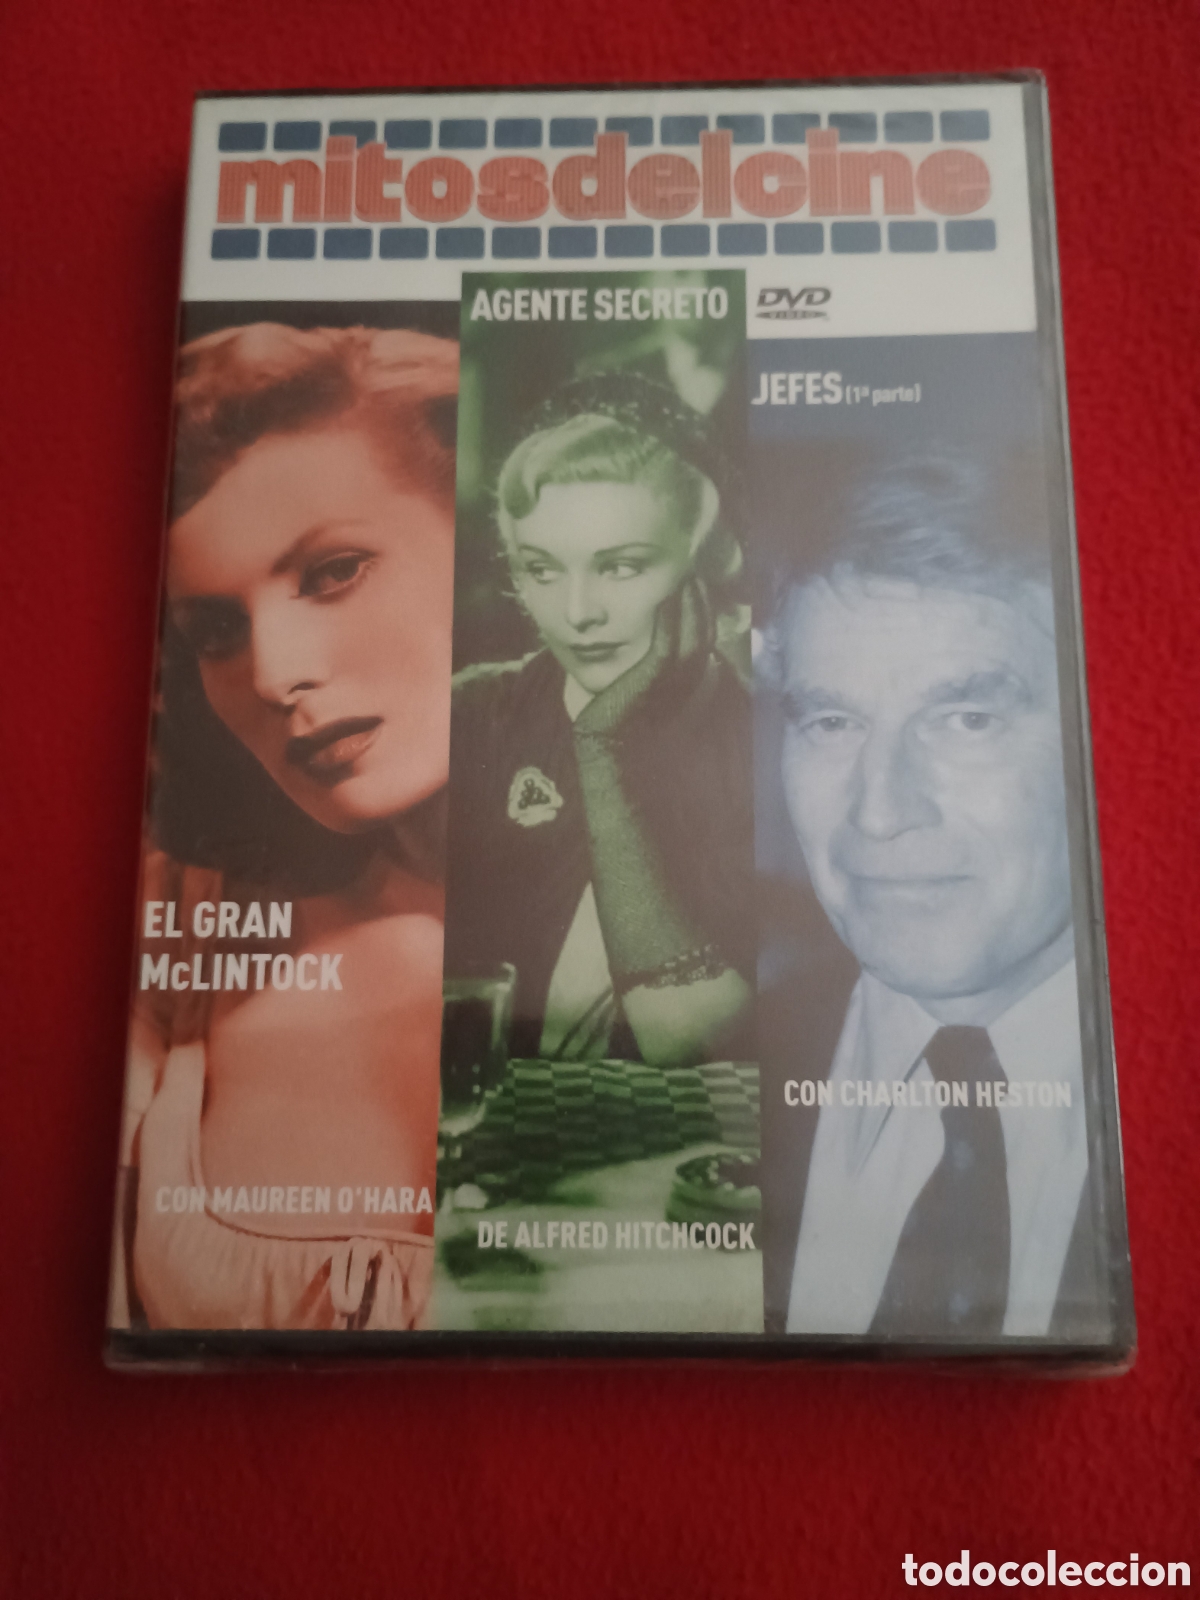 mitosdelcine
AGENTE SECRETO
DVD
VIDEO
JEFES (1ª parte)
EL GRAN
McLINTOCK
CON CHARLTON HESTON
CON MAUREEN O'HARA
DE ALFRED HITCHCOCK
todocoleccion